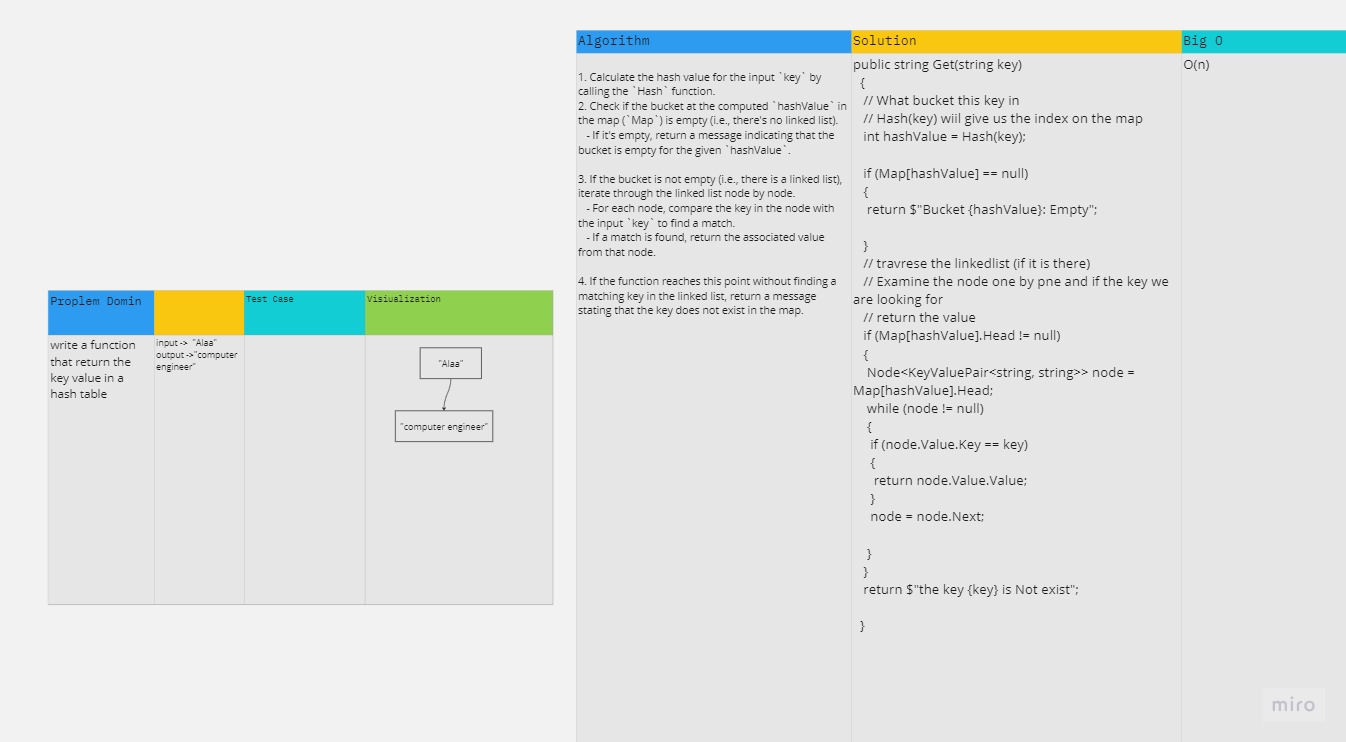 Proplem Domin
Test Case
Visiualization
write a function
that return the
key value in a
hash table
input -> "Alaa"
output ->"computer
engineer"
"Alaa"
"computer engineer"
Algorithm
1. Calculate the hash value for the input `key` by
calling the `Hash` function.
2. Check if the bucket at the computed `hashValue` in
the map (`Map`) is empty (i.e., there's no linked list).
- If it's empty, return a message indicating that the
bucket is empty for the given `hashValue`.
3. If the bucket is not empty (i.e., there is a linked list),
iterate through the linked list node by node.
- For each node, compare the key in the node with
the input `key` to find a match.
- If a match is found, return the associated value
from that node.
4. If the function reaches this point without finding a
matching key in the linked list, return a message
stating that the key does not exist in the map.
Solution
public string Get(string key)
{
// What bucket this key in
// Hash(key) wiil give us the index on the map
int hashValue = Hash(key);
if (Map[hashValue] == null)
{
return $"Bucket {hashValue}: Empty";
}
// travrese the linkedlist (if it is there)
// Examine the node one by pne and if the key we
are looking for
// return the value
if (Map[hashValue].Head != null)
{
Node<KeyValuePair<string, string>> node =
Map[hashValue].Head;
while (node != null)
{
if (node.Value.Key == key)
{
return node.Value.Value;
}
node = node.Next;
}
}
return $"the key {key} is Not exist";
}
Big O
O(n)
miro